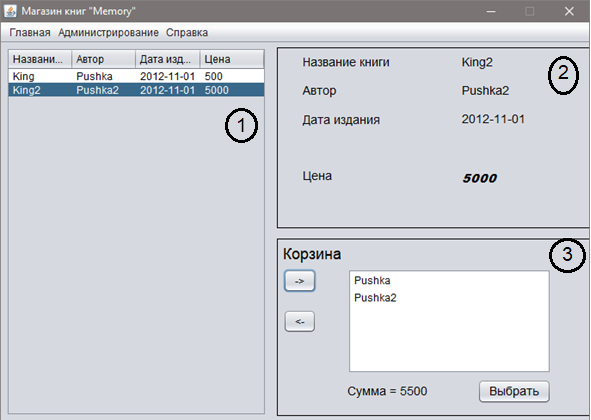 Магазин книг "Memory"
Главная Администрирование Справка
Названи... Автор Дата изд... Цена
King Pushka 2012-11-01 500
King2 Pushka2 2012-11-01 5000
1
Название книги King2
2
Автор Pushka2
Дата издания 2012-11-01
Цена 5000
Корзина
3
->
Pushka
Pushka2
<-
Сумма = 5500 Выбрать